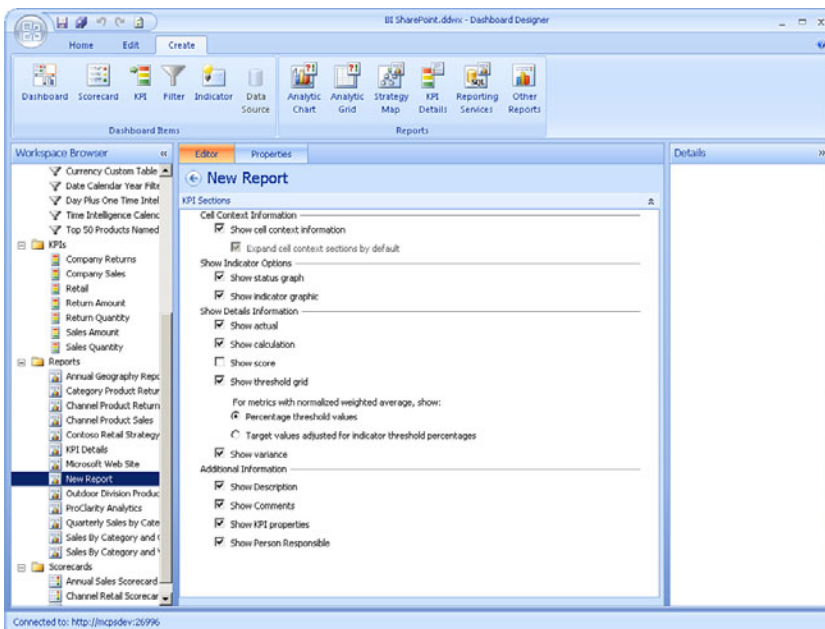 BI SharePoint.ddwx - Dashboard Designer
Home Edit Create
Dashboard Scorecard KPI Filter Indicator Data Source Analytic Chart Analytic Grid Strategy Map KPI Details Reporting Services Other Reports
Dashboard Items Reports
Workspace Browser «
Editor Properties
Details »
New Report
KPI Sections
Currency Custom Table
Date Calendar Year Filte
Day Plus One Time Intel
Time Intelligence Calenc
Top 50 Products Named
KPIs
Company Returns
Company Sales
Retail
Return Amount
Return Quantity
Sales Amount
Sales Quantity
Reports
Annual Geography Repo
Category Product Retur
Channel Product Return
Channel Product Sales
Contoso Retail Strategy
KPI Details
Microsoft Web Site
New Report
Outdoor Division Produc
ProClarity Analytics
Quarterly Sales by Cate
Sales By Category and
Sales By Category and
Scorecards
Annual Sales Scorecard
Channel Retail Scorecar
Cell Context Information
Show cell context information
Expand cell context sections by default
Show Indicator Options
Show status graph
Show indicator graphic
Show Details Information
Show actual
Show calculation
Show score
Show threshold grid
For metrics with normalized weighted average, show:
Percentage threshold values
Target values adjusted for indicator threshold percentages
Show variance
Additional Information
Show Description
Show Comments
Show KPI properties
Show Person Responsible
Connected to: http://mcpsdev:26996